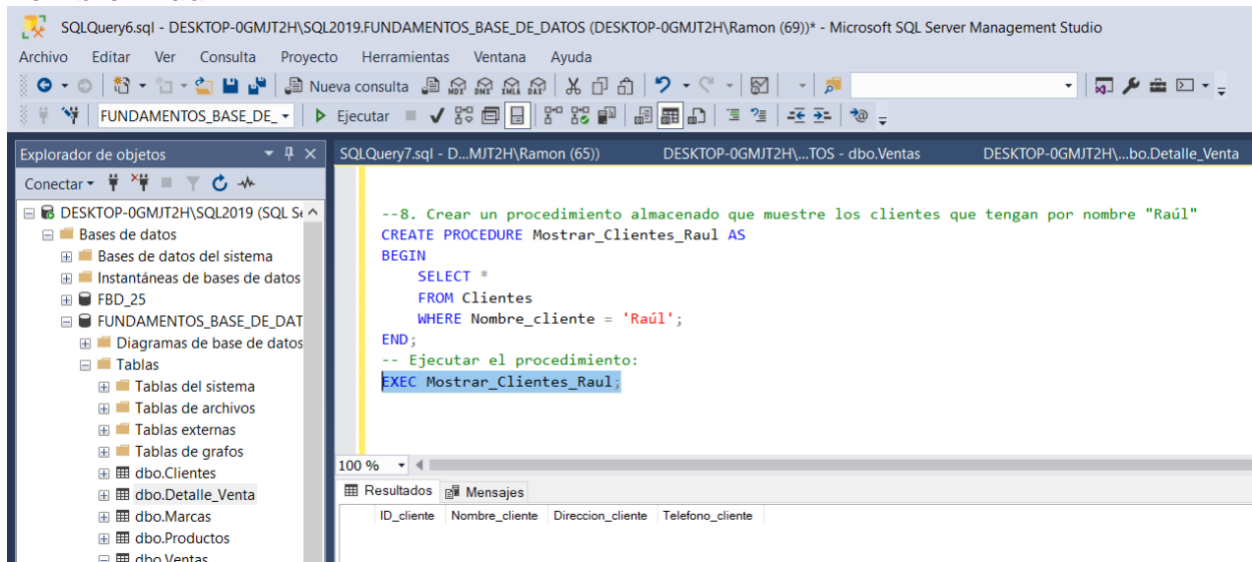 SQLQuery6.sql - DESKTOP-0GMJT2H\SQL2019.FUNDAMENTOS_BASE_DE_DATOS (DESKTOP-0GMJT2H\Ramon (69))* - Microsoft SQL Server Management Studio
Archivo Editar Ver Consulta Proyecto Herramientas Ventana Ayuda
Nueva consulta MDX DMX XMLA DAX
FUNDAMENTOS_BASE_DE_ Ejecutar
Explorador de objetos
SQLQuery7.sql - D...MJT2H\Ramon (65)) DESKTOP-0GMJT2H\...TOS - dbo.Ventas DESKTOP-0GMJT2H\...bo.Detalle_Venta
Conectar
DESKTOP-0GMJT2H\SQL2019 (SQL Se
Bases de datos
Bases de datos del sistema
Instantáneas de bases de datos
FBD_25
FUNDAMENTOS_BASE_DE_DAT
Diagramas de base de datos
Tablas
Tablas del sistema
Tablas de archivos
Tablas externas
Tablas de grafos
dbo.Clientes
dbo.Detalle_Venta
dbo.Marcas
dbo.Productos
dbo.Ventas
--8. Crear un procedimiento almacenado que muestre los clientes que tengan por nombre "Raúl"
CREATE PROCEDURE Mostrar_Clientes_Raul AS
BEGIN
SELECT *
FROM Clientes
WHERE Nombre_cliente = 'Raúl';
END;
-- Ejecutar el procedimiento:
EXEC Mostrar_Clientes_Raul;
100 %
Resultados Mensajes
ID_cliente Nombre_cliente Direccion_cliente Telefono_cliente